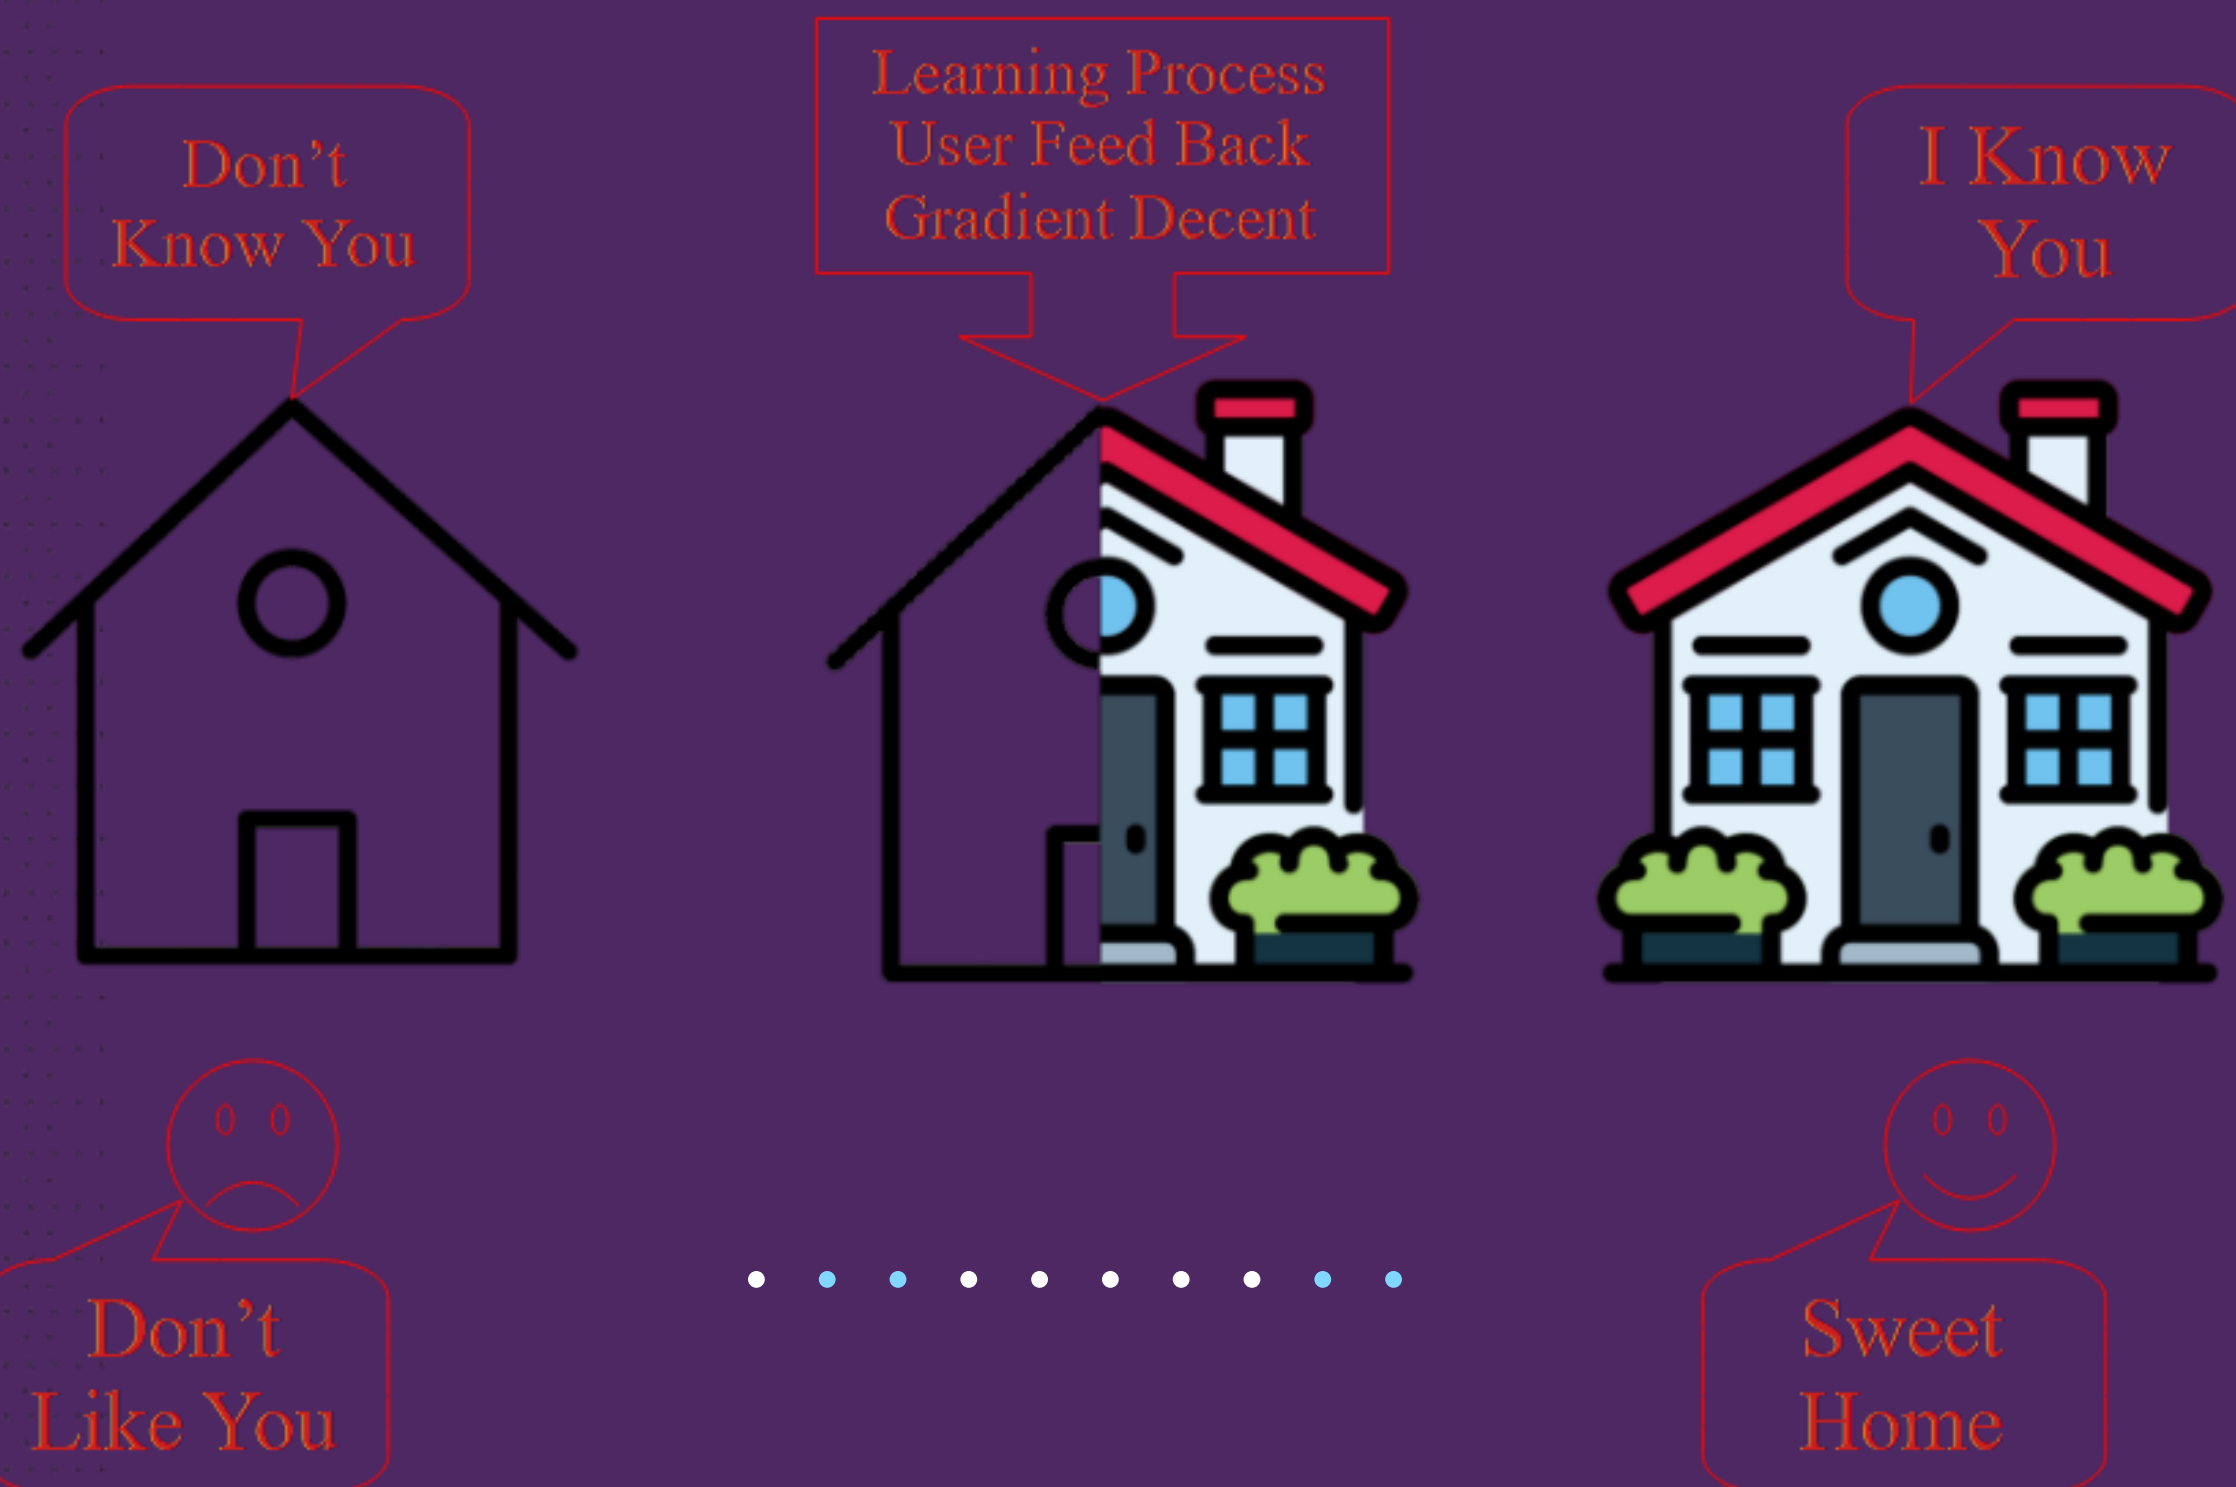 Don’t
Know You
Learning Process
User Feed Back
Gradient Decent
I Know
You
Don’t
Like You
Sweet
Home